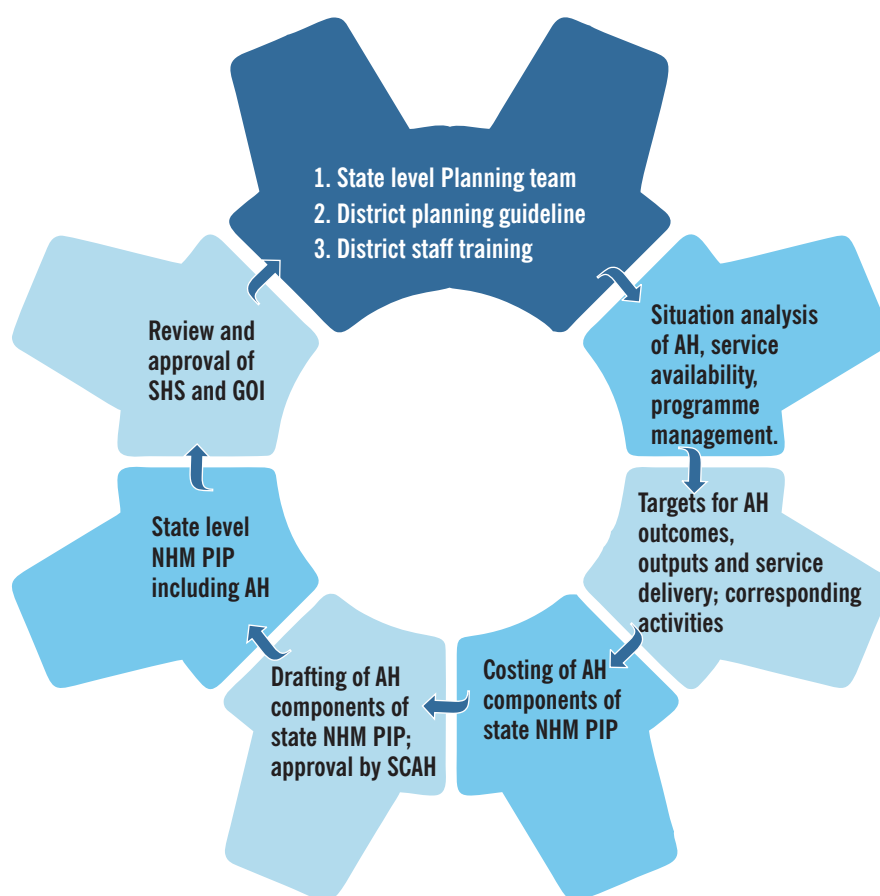 1. State level Planning team
2. District planning guideline
3. District staff training
Situation analysis
of AH, service
availability,
programme
management.
Targets for AH
outcomes,
outputs and service
delivery; corresponding
activities
Costing of AH
components of
state NHM PIP
Drafting of AH
components of
state NHM PIP;
approval by SCAH
State level
NHM PIP
including AH
Review and
approval of
SHS and GOI